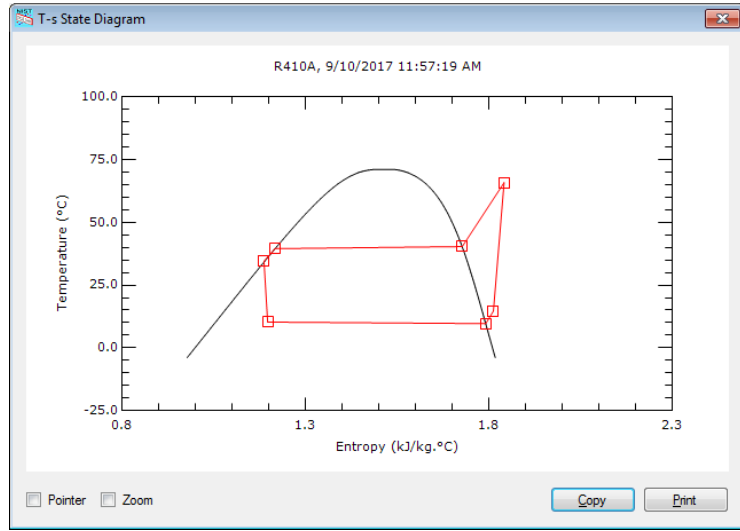 MST
T-s State Diagram
R410A, 9/10/2017 11:57:19 AM
100.0
75.0
50.0
25.0
0.0
-25.0
Temperature (°C)
0.8
1.3
1.8
2.3
Entropy (kJ/kg.°C)
Pointer
Zoom
Copy
Print